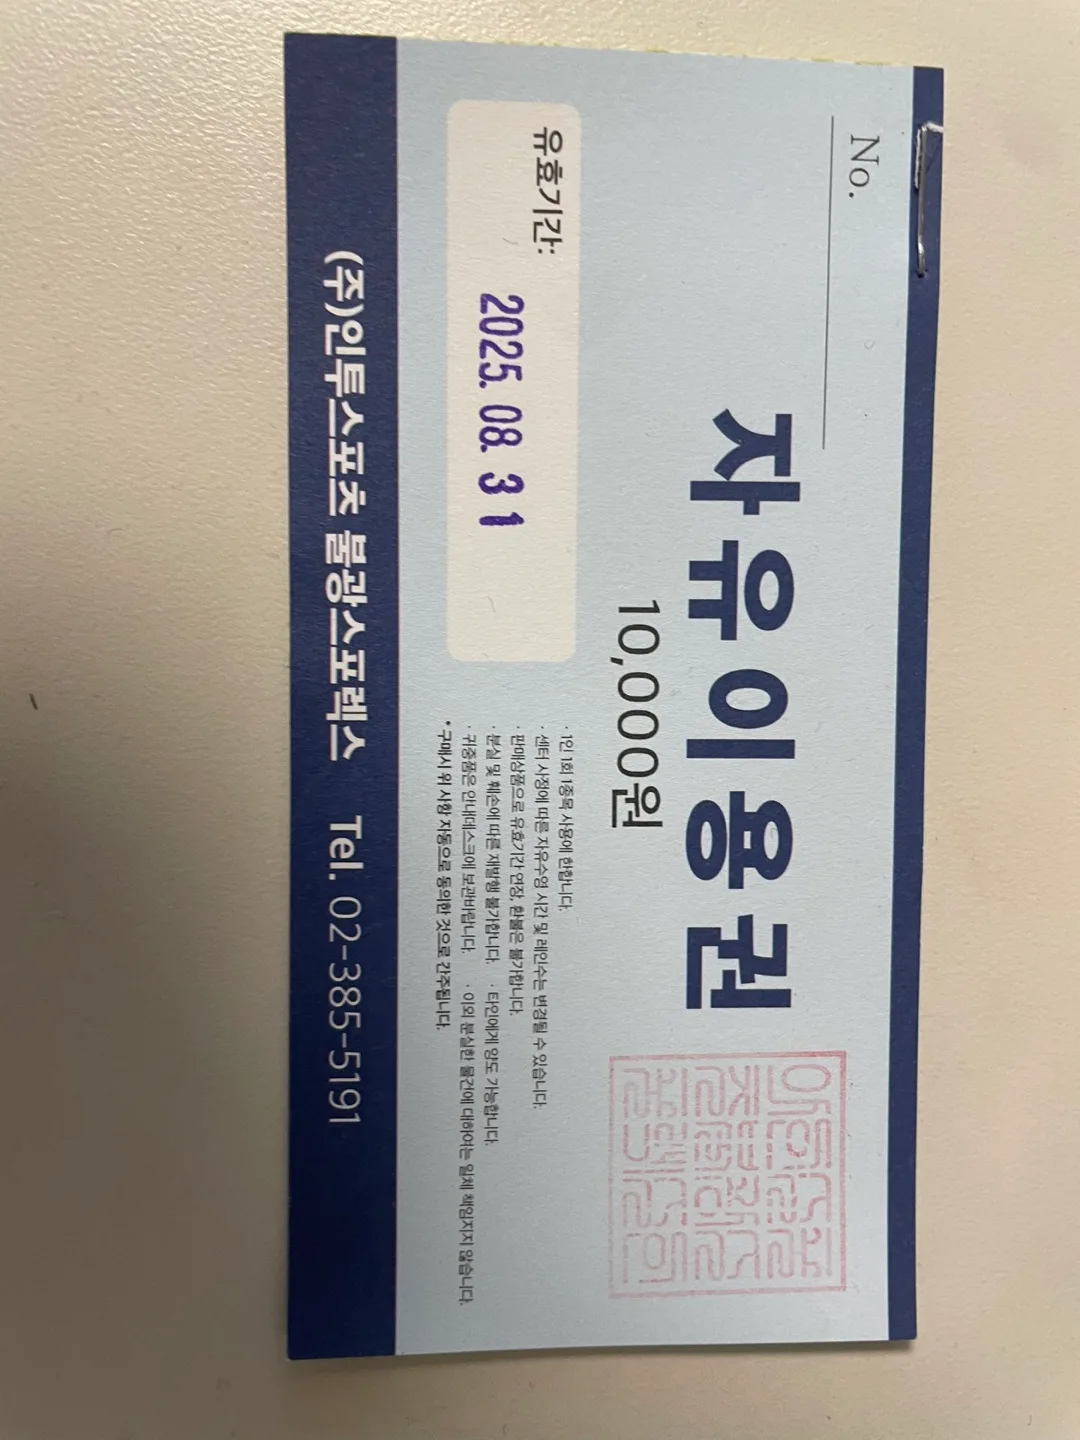 No.
자유이용권
10,000원
유효기간:
2025. 08. 31
· 1인 1회 1종목 사용에 한합니다.
· 센터 사정에 따른 자유수영 시간 및 레인수는 변경될 수 있습니다.
· 판매상품으로 유효기간 연장, 환불은 불가합니다.
· 분실 및 훼손에 따른 재발행 불가합니다. · 타인에게 양도 가능합니다.
· 귀중품은 안내데스크에 보관바랍니다. · 이외 분실한 물건에 대하여는 일체 책임지지 않습니다.
* 구매시 위 사항 자동으로 동의한 것으로 간주됩니다.
(주)인투스포츠 불광스포렉스 Tel. 02-385-5191